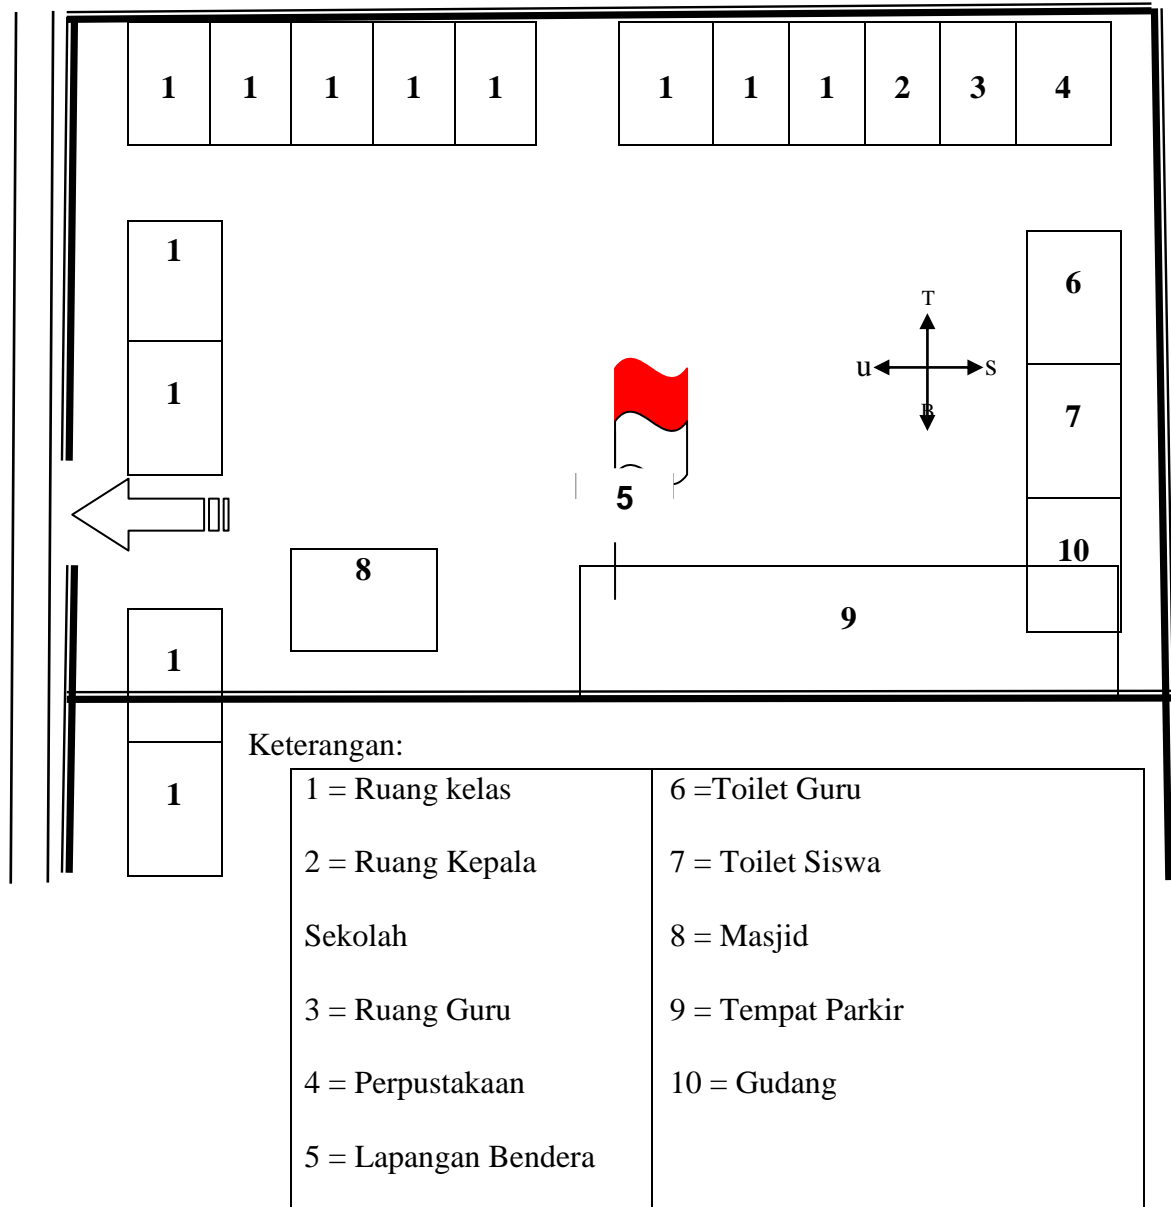 1 1 1 1 1 1 1 1 2 3 4
1
6
T
u s
1
B
7
5
10
8
9
1
Keterangan:
1
1 = Ruang kelas
2 = Ruang Kepala
Sekolah
3 = Ruang Guru
4 = Perpustakaan
5 = Lapangan Bendera
6 =Toilet Guru
7 = Toilet Siswa
8 = Masjid
9 = Tempat Parkir
10 = Gudang